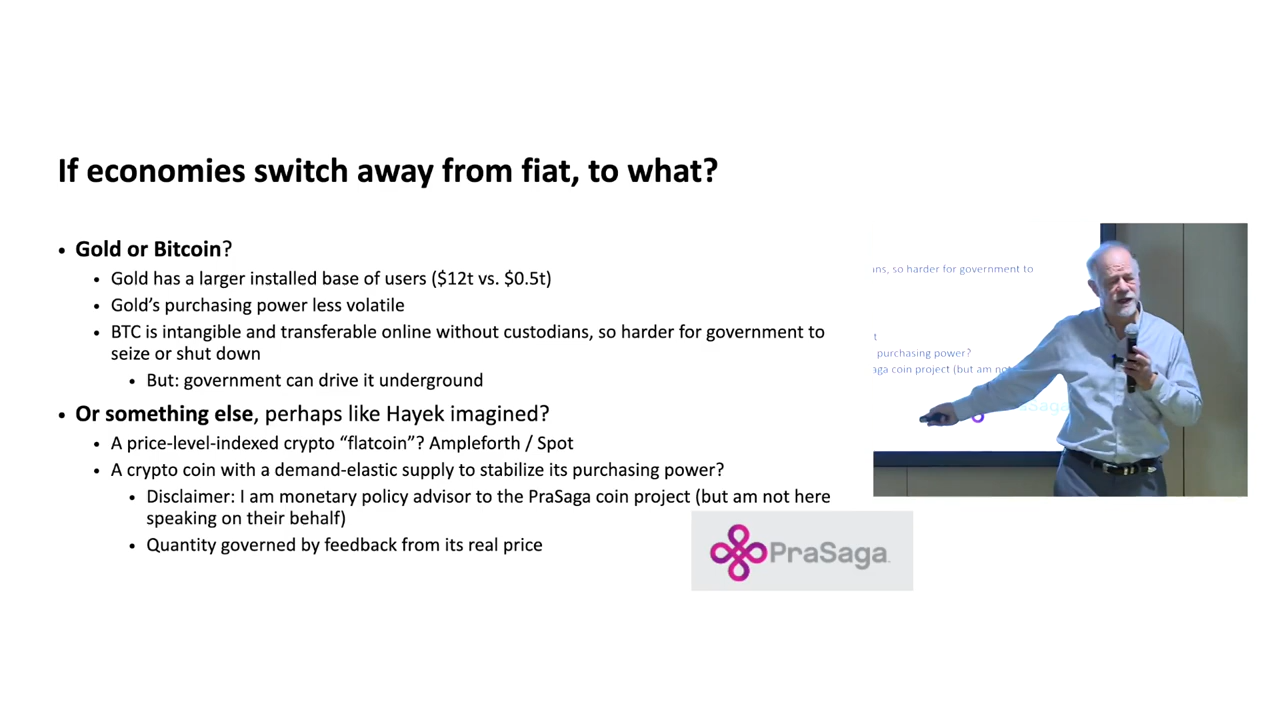 If economies switch away from fiat, to what?
• Gold or Bitcoin?
• Gold has a larger installed base of users ($12t vs. $0.5t)
• Gold’s purchasing power less volatile
• BTC is intangible and transferable online without custodians, so harder for government to
seize or shut down
• But: government can drive it underground
• Or something else, perhaps like Hayek imagined?
• A price-level-indexed crypto “flatcoin”? Ampleforth / Spot
• A crypto coin with a demand-elastic supply to stabilize its purchasing power?
• Disclaimer: I am monetary policy advisor to the PraSaga coin project (but am not here
speaking on their behalf)
• Quantity governed by feedback from its real price
PraSaga
ans, so harder for government to
t
purchasing power?
aga coin project (but am not
raSaga